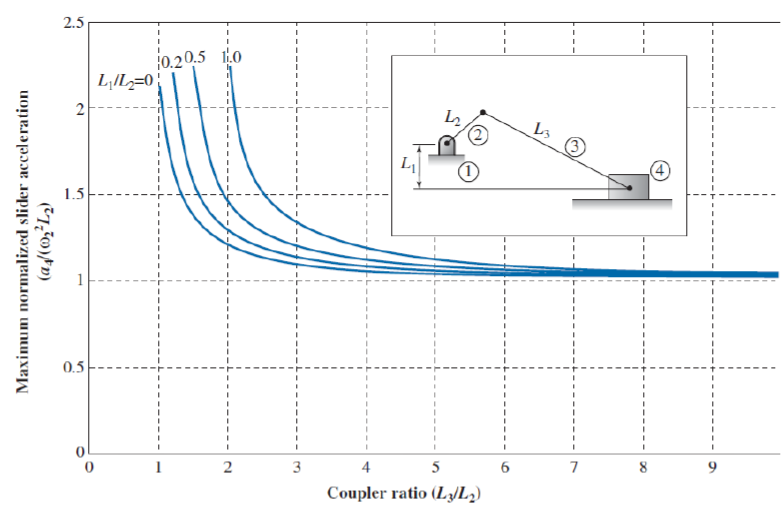 Maximum normalized slider acceleration
(a₄/(ω₂²L₂)
2.5
2
1.5
1
0.5
0
L₁/L₂=0
0.2
0.5
1.0
L₂
2
L₃
3
L₁
1
4
0 1 2 3 4 5 6 7 8 9
Coupler ratio (L₃/L₂)